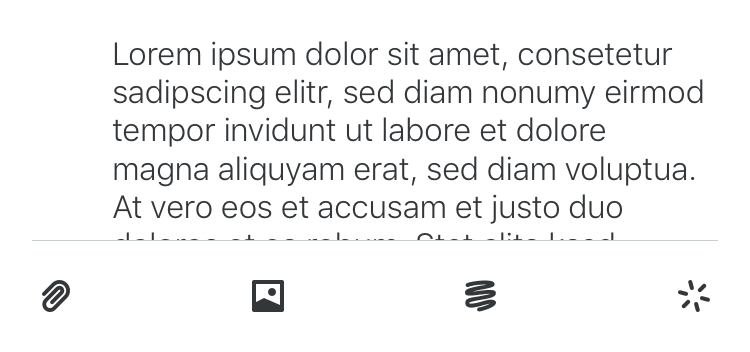 Lorem ipsum dolor sit amet, consetetur
sadipscing elitr, sed diam nonumy eirmod
tempor invidunt ut labore et dolore
magna aliquyam erat, sed diam voluptua.
At vero eos et accusam et justo duo